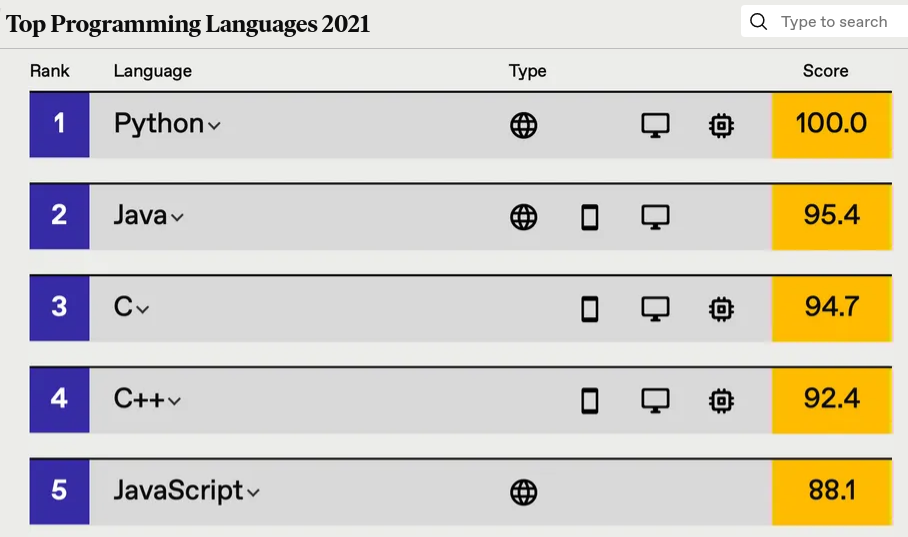 Top Programming Languages 2021
Type to search
Rank Language Type Score
1 Python 100.0
2 Java 95.4
3 C 94.7
4 C++ 92.4
5 JavaScript 88.1